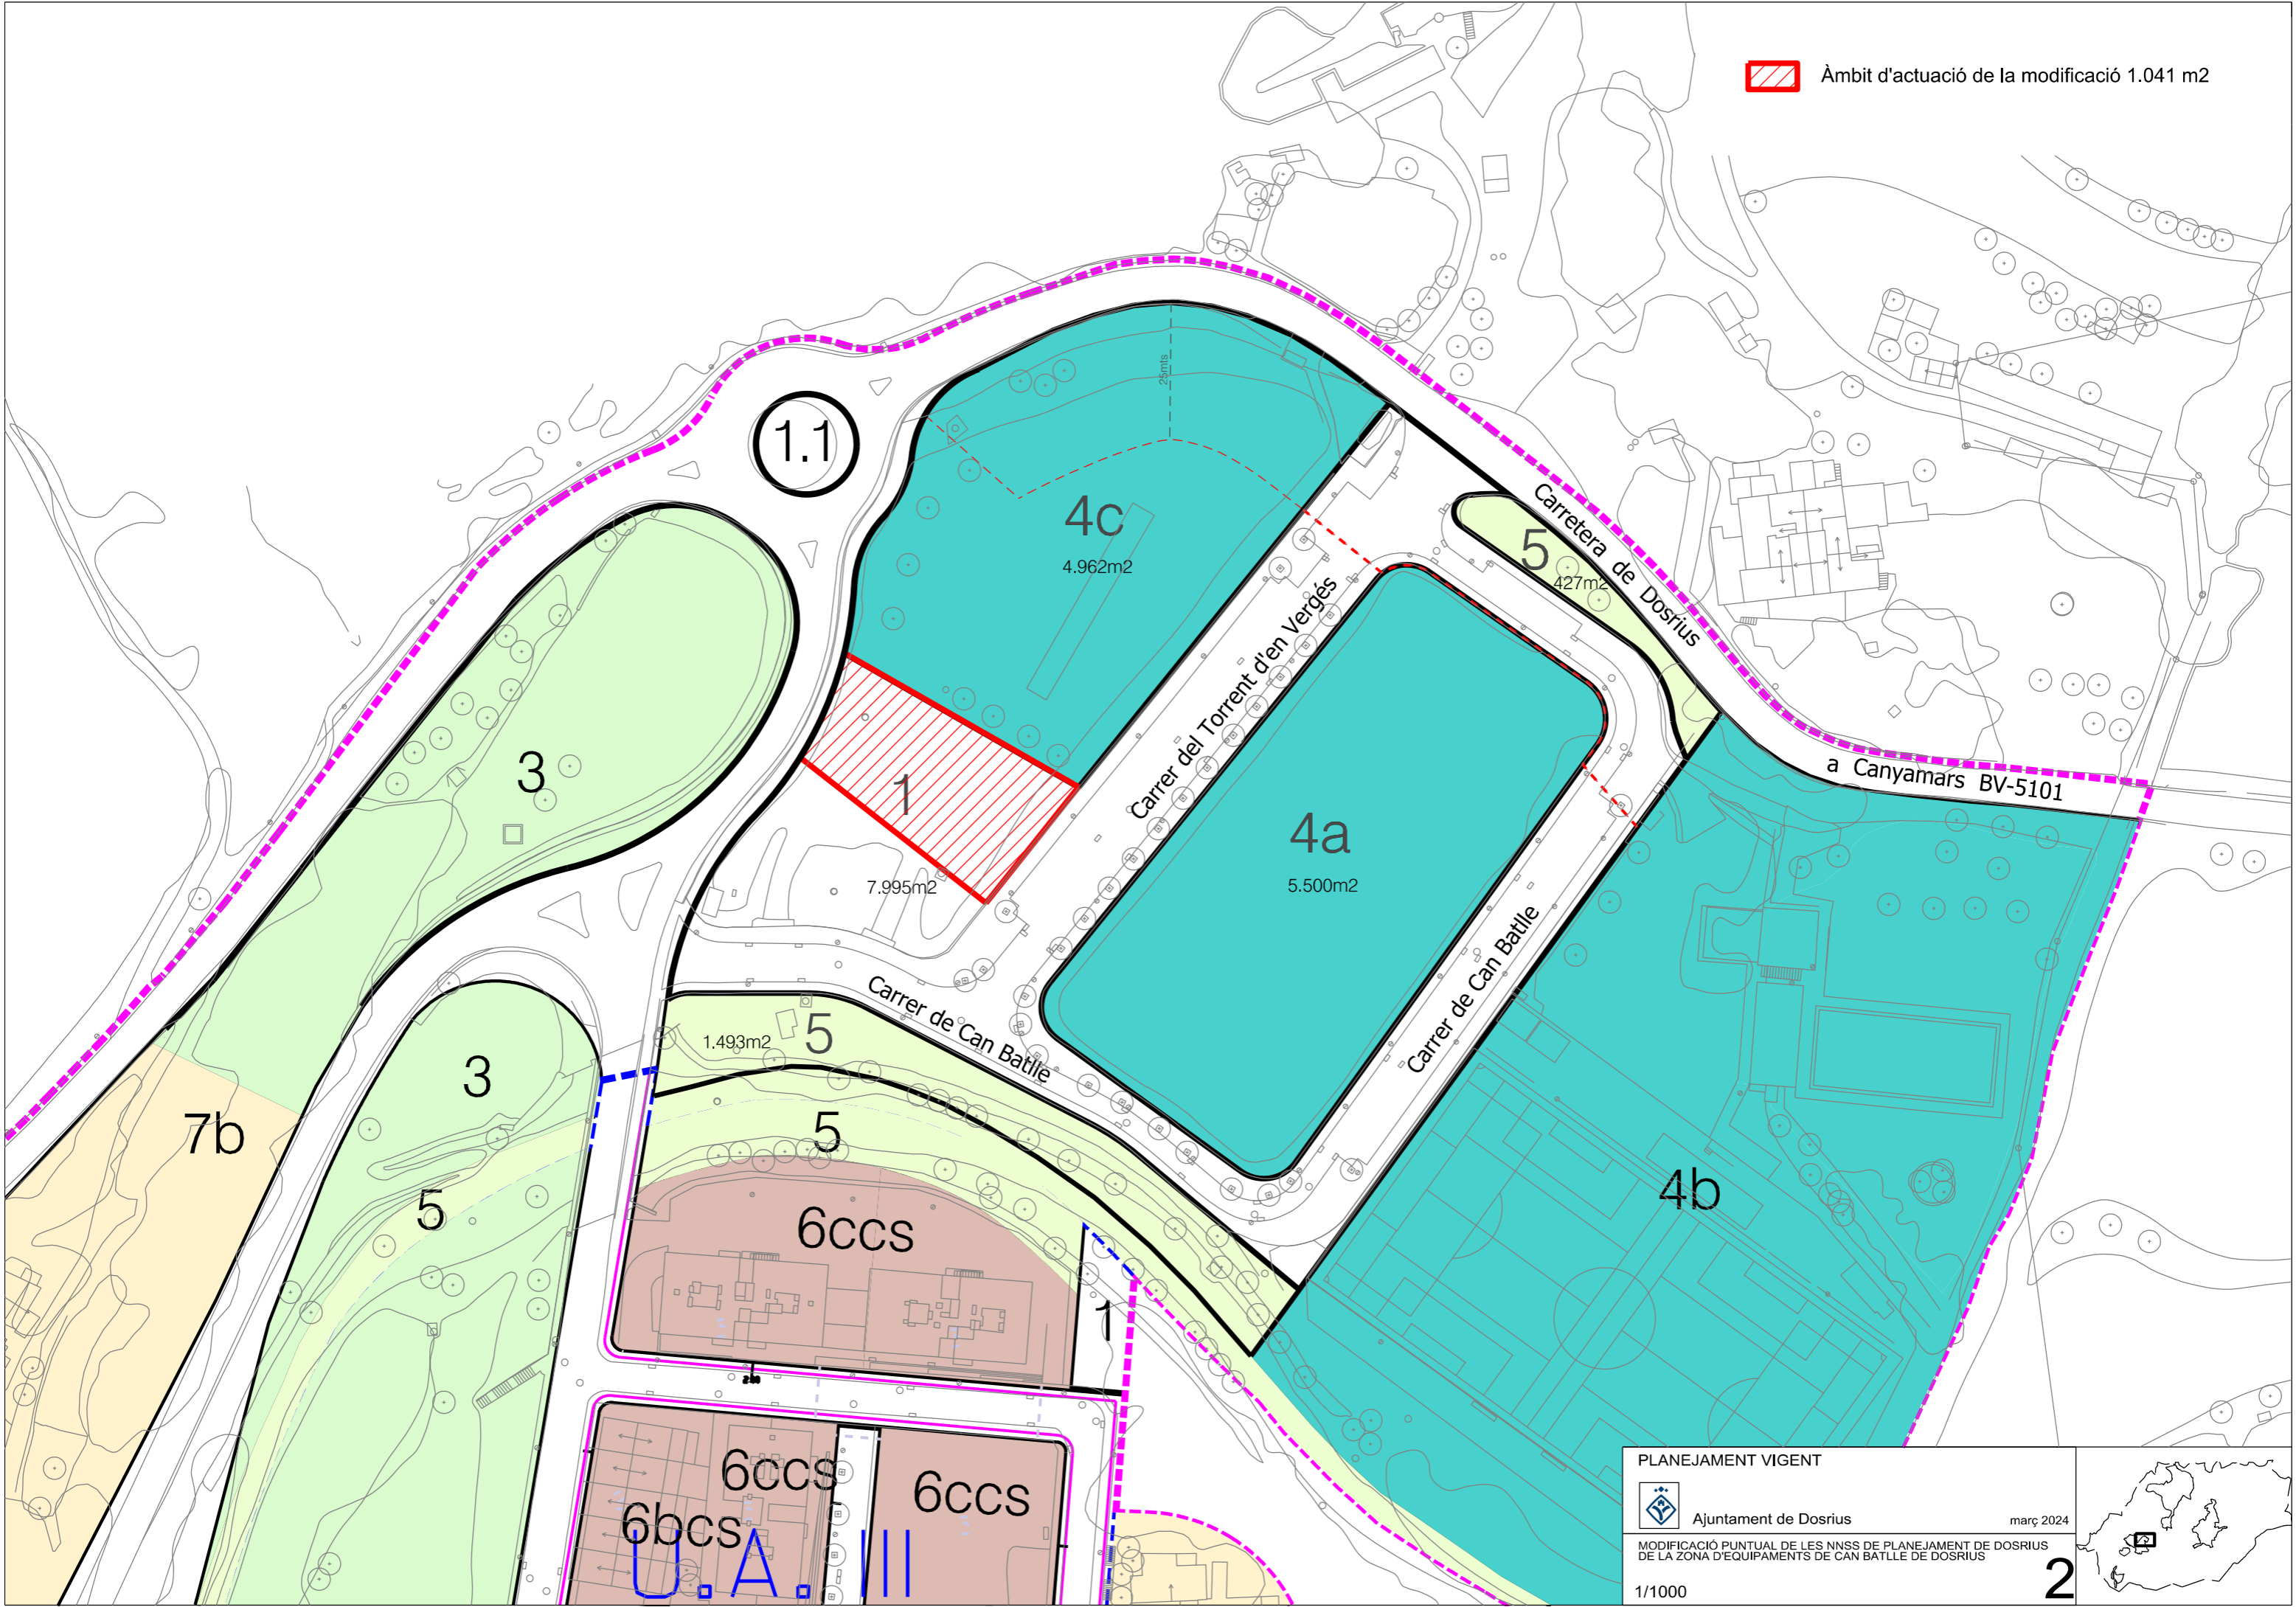 Àmbit d'actuació de la modificació 1.041 m2
25mts
1.1
4c
4.962m2
5
427m2
Carretera de Dosrius
a Canyamars BV-5101
Carrer del Torrent d'en Vergés
3
1
7.995m2
4a
5.500m2
Carrer de Can Batlle
Carrer de Can Batlle
5
1.493m2
3
7b
5
5
6ccs
4b
1
6ccs
6ccs
6bcs
U.A. III
PLANEJAMENT VIGENT
Ajuntament de Dosrius
març 2024
MODIFICACIÓ PUNTUAL DE LES NNSS DE PLANEJAMENT DE DOSRIUS
DE LA ZONA D'EQUIPAMENTS DE CAN BATLLE DE DOSRIUS
1/1000
2